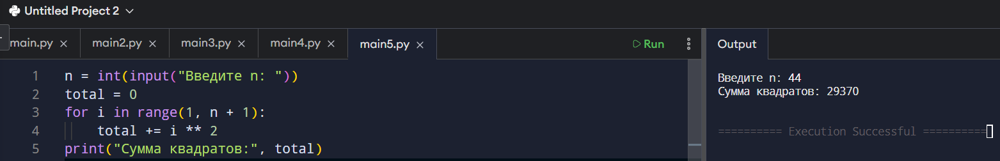 Untitled Project 2
main.py × main2.py × main3.py × main4.py × main5.py ×
Run
1 n = int(input("Введите n: "))
2 total = 0
3 for i in range(1, n + 1):
4 total += i ** 2
5 print("Сумма квадратов:", total)
Output
Введите n: 44
Сумма квадратов: 29370
========== Execution Successful ==========